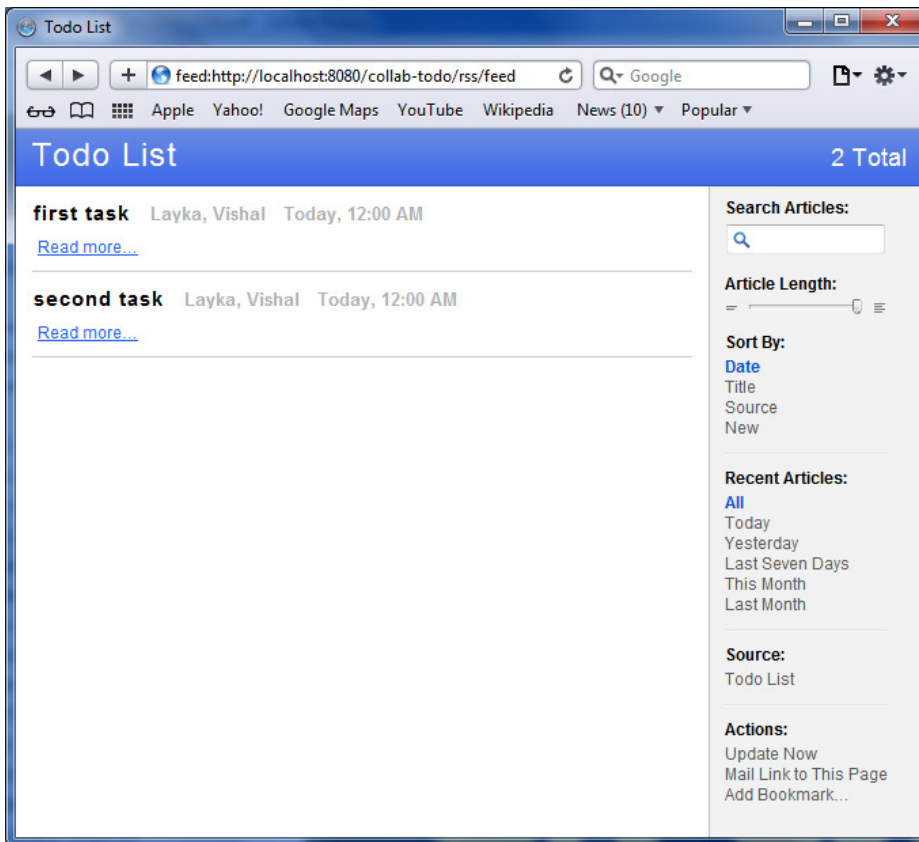 Todo List
feed:http://localhost:8080/collab-todo/rss/feed
Google
Apple Yahoo! Google Maps YouTube Wikipedia News (10) Popular
Todo List
2 Total
first task Layka, Vishal Today, 12:00 AM
Read more...
second task Layka, Vishal Today, 12:00 AM
Read more...
Search Articles:
Article Length:
Sort By:
Date
Title
Source
New
Recent Articles:
All
Today
Yesterday
Last Seven Days
This Month
Last Month
Source:
Todo List
Actions:
Update Now
Mail Link to This Page
Add Bookmark...